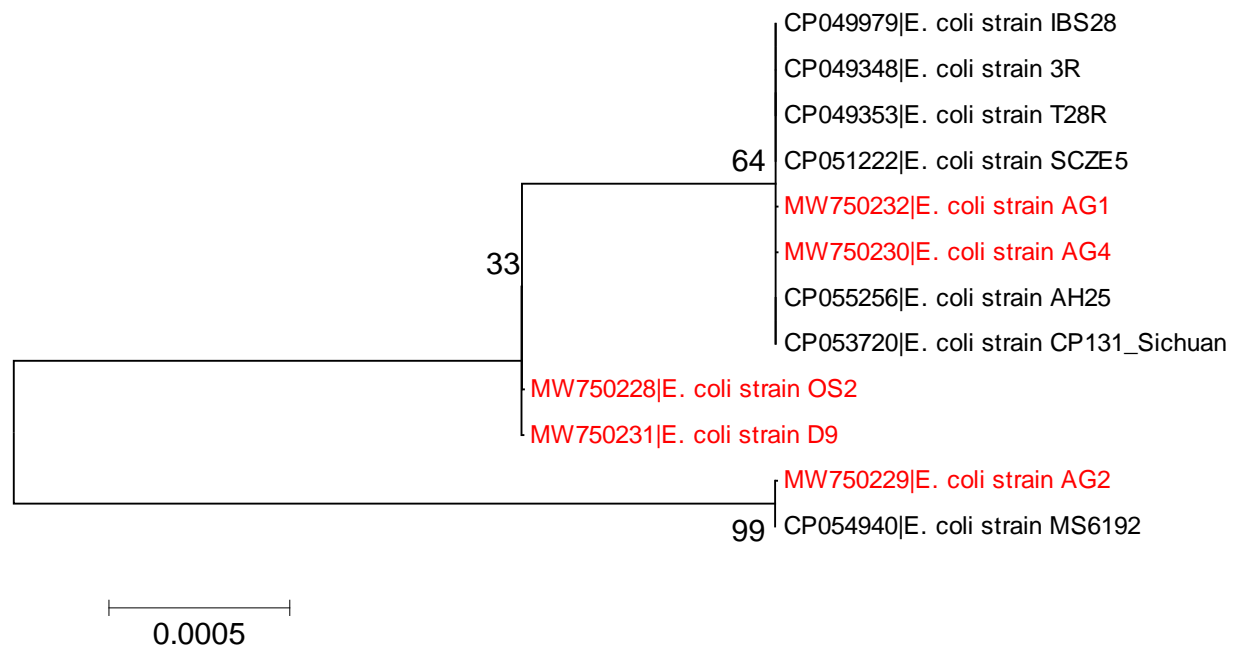 CP049979|E. coli strain IBS28
CP049348|E. coli strain 3R
CP049353|E. coli strain T28R
CP051222|E. coli strain SCZE5
64
MW750232|E. coli strain AG1
MW750230|E. coli strain AG4
33
CP055256|E. coli strain AH25
CP053720|E. coli strain CP131_Sichuan
MW750228|E. coli strain OS2
MW750231|E. coli strain D9
MW750229|E. coli strain AG2
99
CP054940|E. coli strain MS6192
0.0005